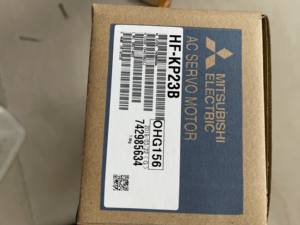 MITSUBISHI
ELECTRIC
AC SERVO MOTOR
HF-KP23B
OHG156
742985634